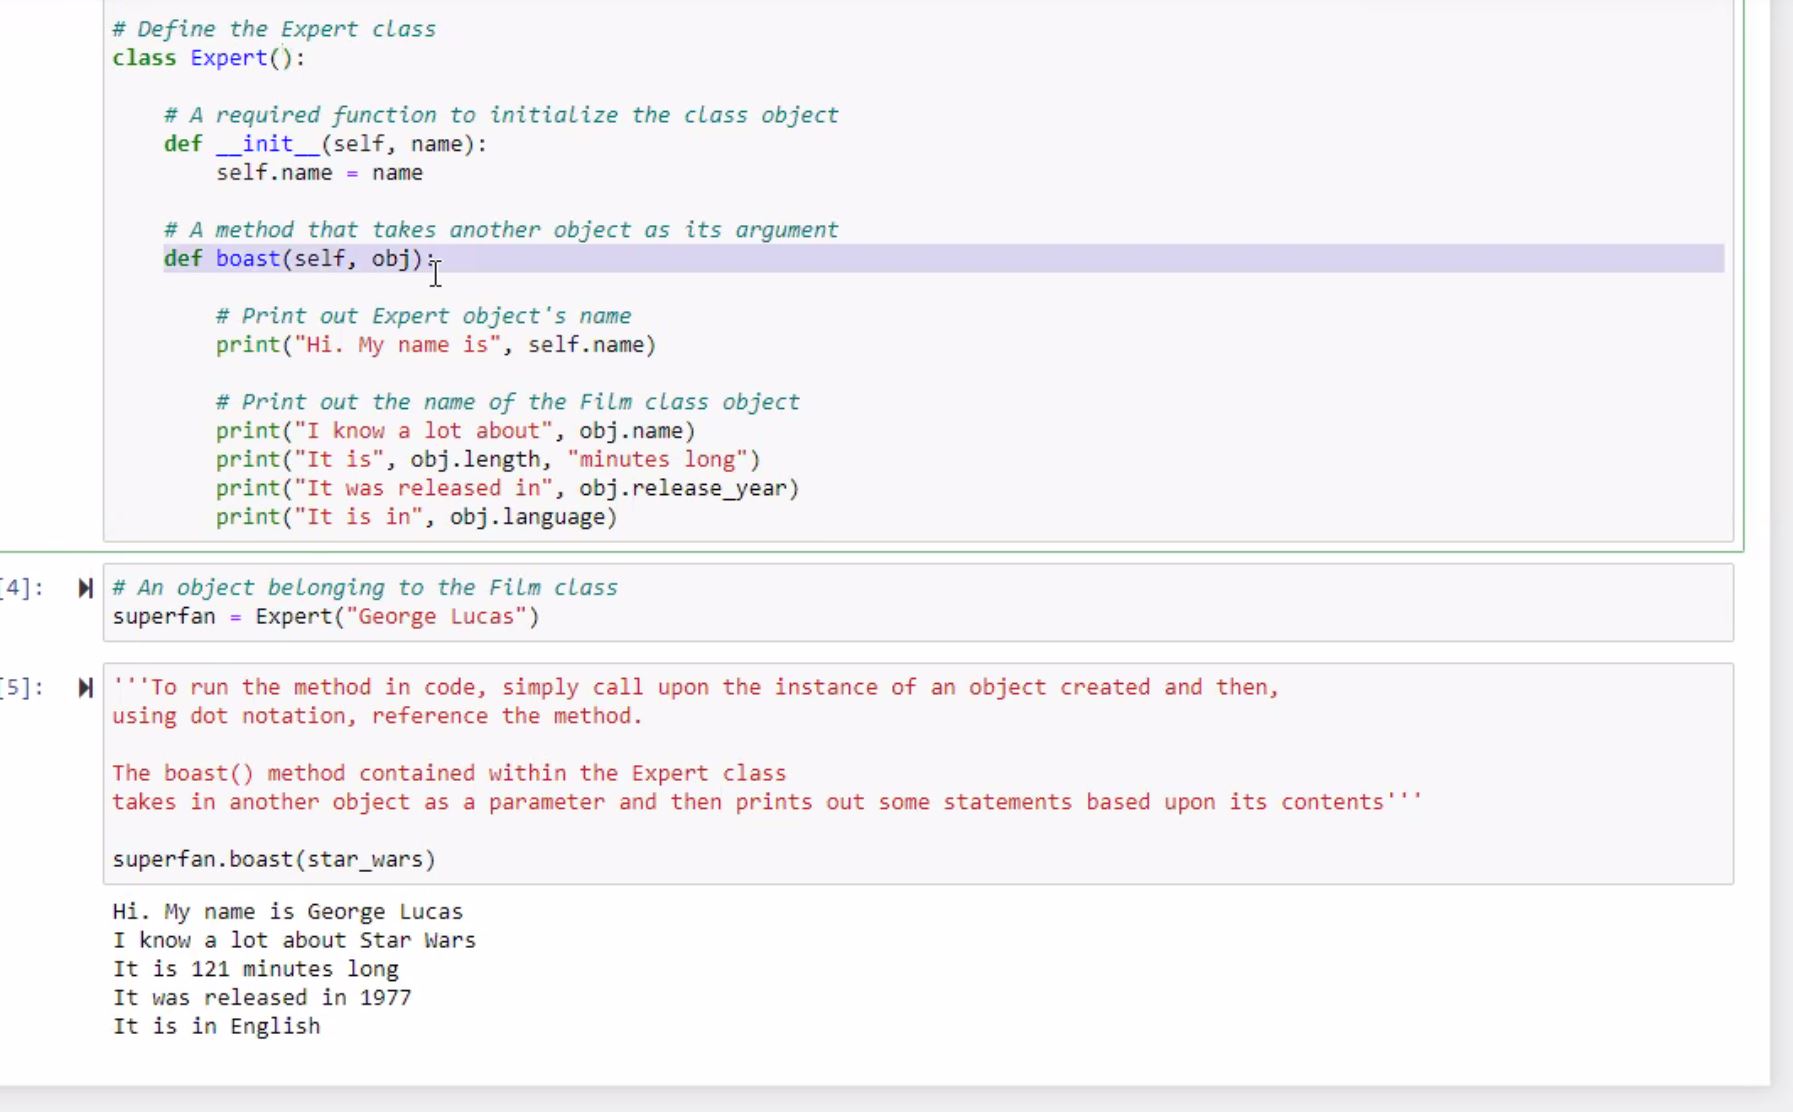 # Define the Expert class
class Expert():
# A required function to initialize the class object
def __init__(self, name):
self.name = name
# A method that takes another object as its argument
def boast(self, obj):
# Print out Expert object's name
print("Hi. My name is", self.name)
# Print out the name of the Film class object
print("I know a lot about", obj.name)
print("It is", obj.length, "minutes long")
print("It was released in", obj.release_year)
print("It is in", obj.language)
[4]:
# An object belonging to the Film class
superfan = Expert("George Lucas")
[5]:
'''To run the method in code, simply call upon the instance of an object created and then,
using dot notation, reference the method.
The boast() method contained within the Expert class
takes in another object as a parameter and then prints out some statements based upon its contents'''
superfan.boast(star_wars)
Hi. My name is George Lucas
I know a lot about Star Wars
It is 121 minutes long
It was released in 1977
It is in English